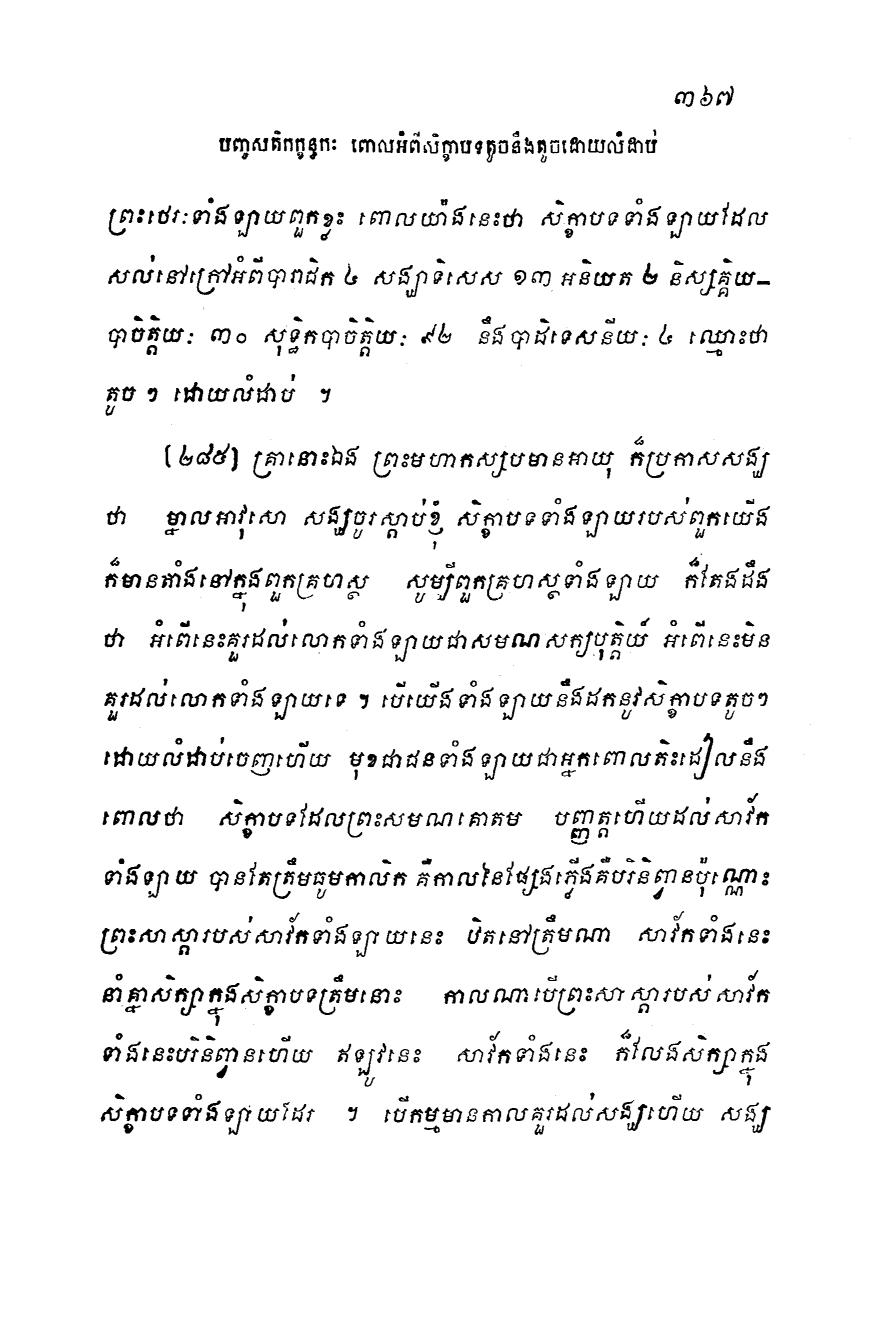 ៣៦៧
បញ្ចសតិកក្ខន្ធកៈ ពោលអំពីសិក្ខាបទតូចនឹងតូចដោយលំដាប់
ព្រះថេរៈទាំងឡាយពួកខ្លះ ពោលយ៉ាងនេះថា សិក្ខាបទទាំងឡាយដែល
សល់នៅក្រៅអំពីបារាជិក ៤ សង្ឃាទិសេស ១៣ អនិយត ២ និស្សគ្គិយ-
បាចិត្តិយៈ ៣០ សុទ្ធិកបាចិត្តិយៈ ៩២ នឹងបាដិទេសនីយៈ ៤ ឈ្មោះថា
តូច ៗ ដោយលំដាប់ ។
(២៨៥) គ្រានោះឯង ព្រះមហាកស្សបមានអាយុ ក៏ប្រកាសសង្ឃ
ថា ម្នាលអាវុសោ សង្ឃចូរស្តាប់ខ្ញុំ សិក្ខាបទទាំងឡាយរបស់ពួកយើង
ក៏មានតាំងនៅក្នុងពួកគ្រហស្ថ សូម្បីពួកគ្រហស្ថទាំងឡាយ ក៏តែងដឹង
ថា អំពើនេះគួរដល់លោកទាំងឡាយជាសមណសក្យបុត្តិយ៍ អំពើនេះមិន
គួរដល់លោកទាំងឡាយទេ ។ បើយើងទាំងឡាយនឹងដកនូវសិក្ខាបទតូចៗ
ដោយលំដាប់ចេញហើយ មុខជាជនទាំងឡាយជាអ្នកពោលតិះដៀលនឹង
ពោលថា សិក្ខាបទដែលព្រះសមណគោតម បញ្ញត្តហើយដល់សាវ័ក
ទាំងឡាយ បានតែត្រឹមធូមកាលិក គឺកាលនៃផ្សែងភ្លើងគឺបរិនិព្វានប៉ុណ្ណោះ
ព្រះសាស្តារបស់សាវ័កទាំងឡាយនេះ ឋិតនៅត្រឹមណា សាវ័កទាំងនេះ
នាំគ្នាសិក្សាក្នុងសិក្ខាបទត្រឹមនោះ កាលណាបើព្រះសាស្តារបស់សាវ័ក
ទាំងនេះបរិនិព្វានហើយ ឥឡូវនេះ សាវ័កទាំងនេះ ក៏លែងសិក្សាក្នុង
សិក្ខាបទទាំងឡាយដែរ ។ បើកម្មមានកាលគួរដល់សង្ឃហើយ សង្ឃ